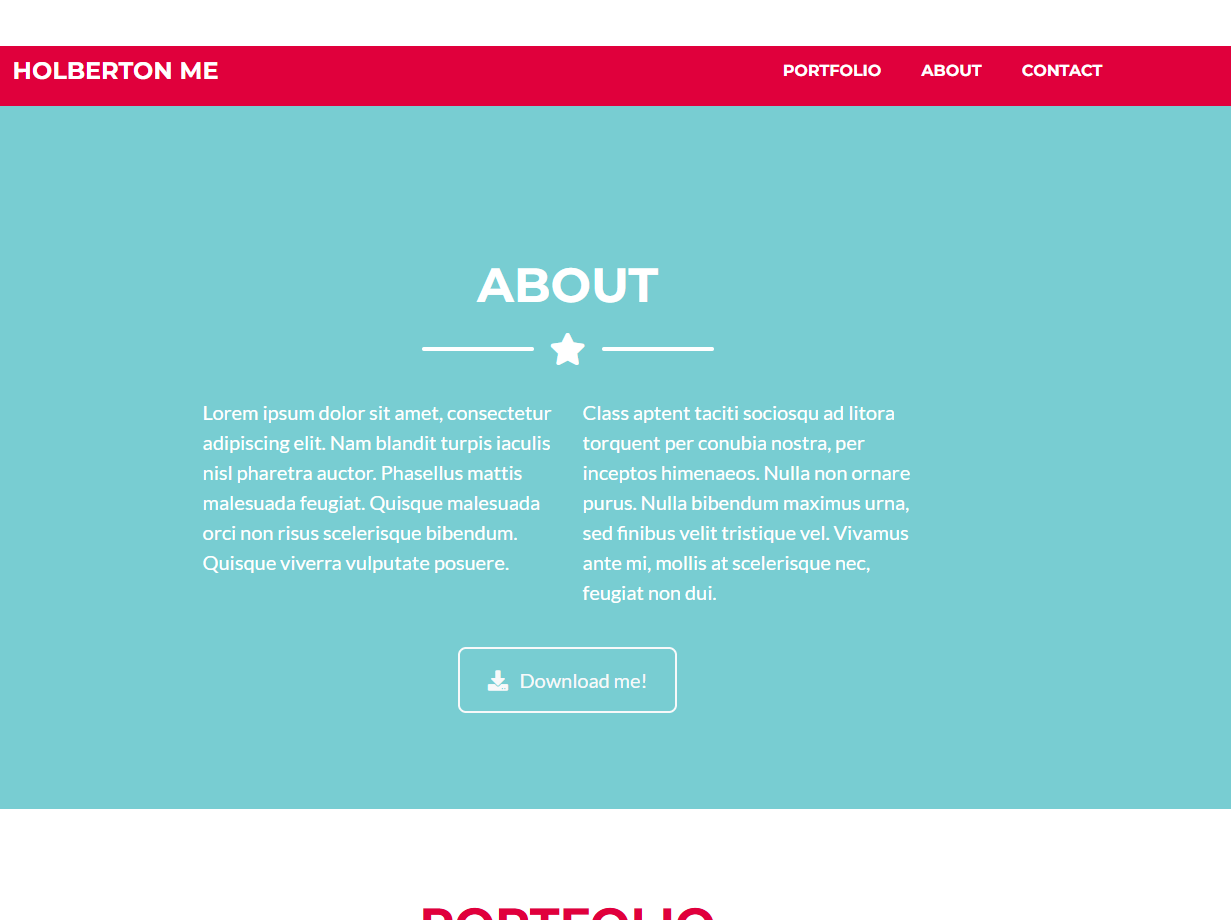 HOLBERTON ME
PORTFOLIO ABOUT CONTACT
ABOUT
Lorem ipsum dolor sit amet, consectetur
adipiscing elit. Nam blandit turpis iaculis
nisl pharetra auctor. Phasellus mattis
malesuada feugiat. Quisque malesuada
orci non risus scelerisque bibendum.
Quisque viverra vulputate posuere.
Class aptent taciti sociosqu ad litora
torquent per conubia nostra, per
inceptos himenaeos. Nulla non ornare
purus. Nulla bibendum maximus urna,
sed finibus velit tristique vel. Vivamus
ante mi, mollis at scelerisque nec,
feugiat non dui.
Download me!
PORTFOLIO